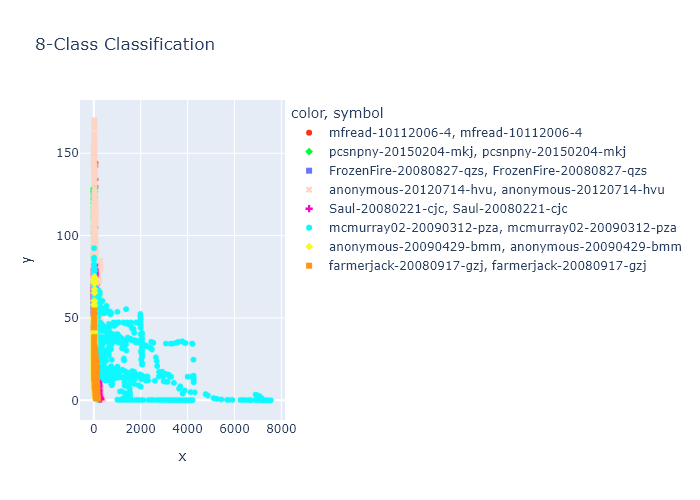 8-Class Classification
color, symbol
mfread-10112006-4, mfread-10112006-4
pcsnpny-20150204-mkj, pcsnpny-20150204-mkj
FrozenFire-20080827-qzs, FrozenFire-20080827-qzs
anonymous-20120714-hvu, anonymous-20120714-hvu
Saul-20080221-cjc, Saul-20080221-cjc
mcmurray02-20090312-pza, mcmurray02-20090312-pza
anonymous-20090429-bmm, anonymous-20090429-bmm
farmerjack-20080917-gzj, farmerjack-20080917-gzj
150
100
50
0
y
0 2000 4000 6000 8000
x